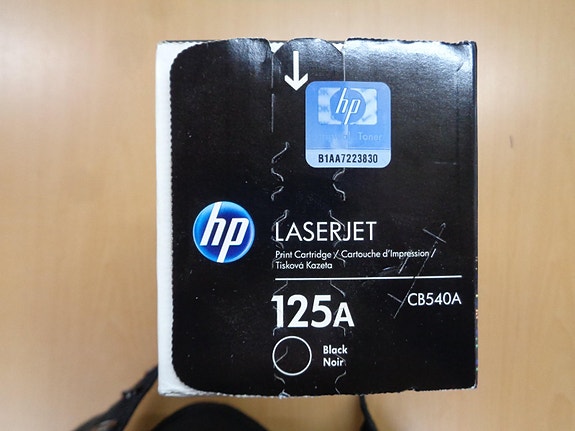 hp
B1AA7223830
hp
LASERJET
Print Cartridge / Cartouche d'Impression /
Tisková Kazeta
125A
CB540A
Black
Noir